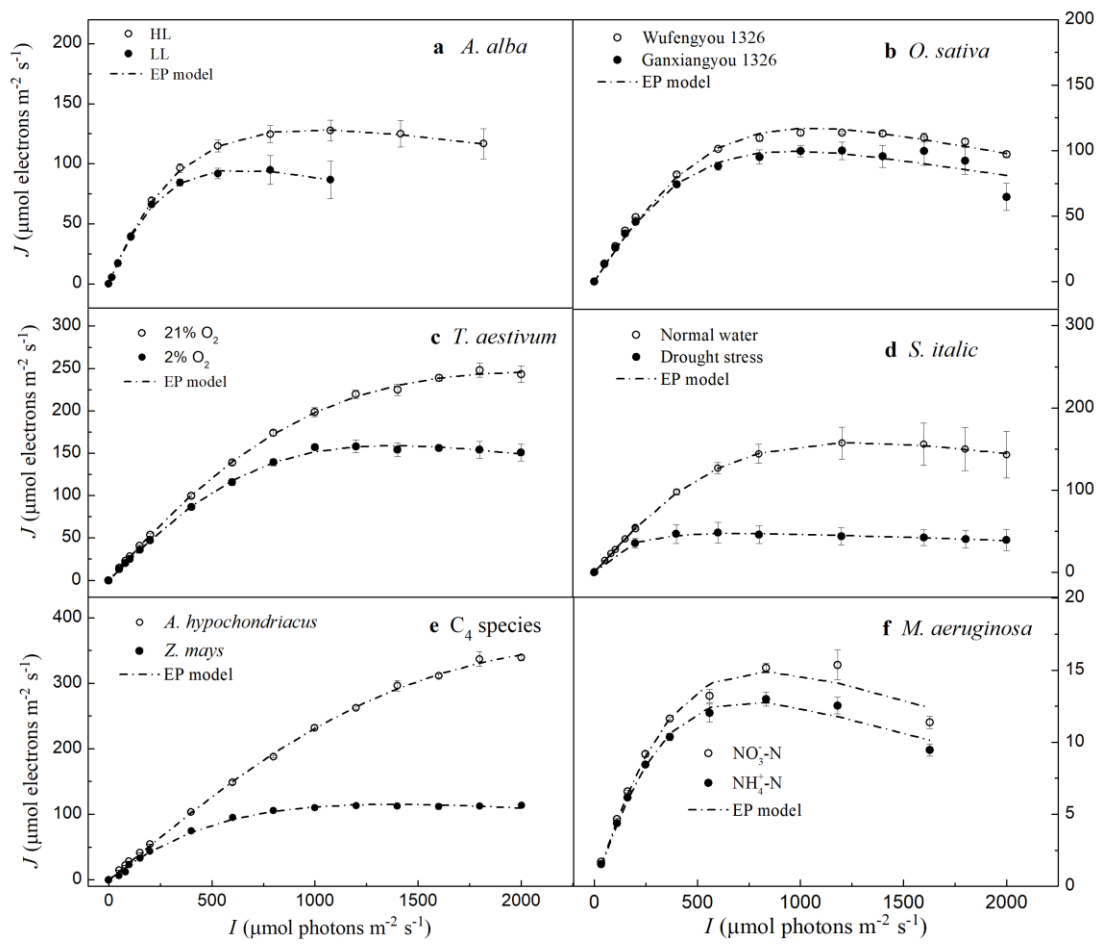 HL
LL
EP model
a A. alba
Wufengyou 1326
Ganxiangyou 1326
EP model
b O. sativa
200
150
100
50
0
200
150
100
50
0
J (μmol electrons m⁻² s⁻¹)
21% O₂
2% O₂
EP model
c T. aestivum
Normal water
Drought stress
EP model
d S. italic
300
250
200
150
100
50
0
300
200
100
0
J (μmol electrons m⁻² s⁻¹)
A. hypochondriacus
Z. mays
EP model
e C₄ species
f M. aeruginosa
NO₃⁻-N
NH₄⁺-N
EP model
400
300
200
100
0
20
15
10
5
0
J (μmol electrons m⁻² s⁻¹)
0 500 1000 1500 2000
0 500 1000 1500 2000
I (μmol photons m⁻² s⁻¹)
I (μmol photons m⁻² s⁻¹)